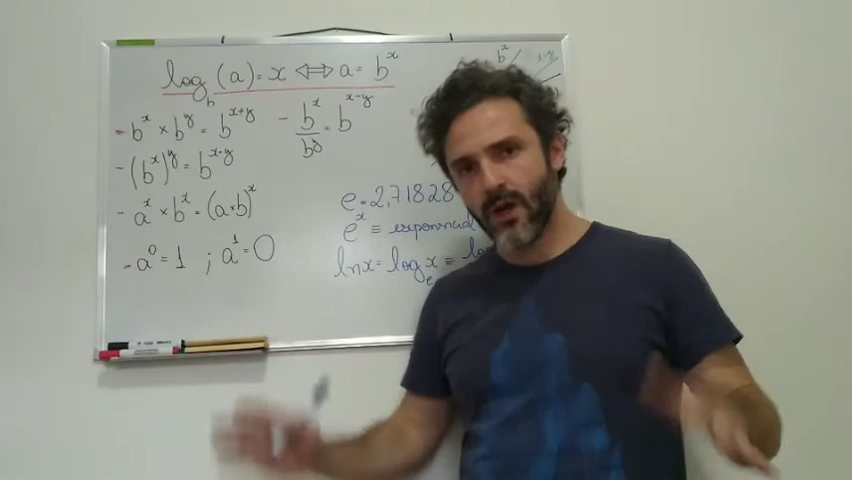 log_b(a) = x ⇔ a = b^x
- b^x × b^y = b^{x+y}
- b^x / b^y = b^{x-y}
- (b^x)^y = b^{x·y}
- a^x × b^x = (a×b)^x
- a^0 = 1 ; a^1 = 0
b^x
e = 2,71828
e^x ≡ exponencial
ln x = log_e x ≡